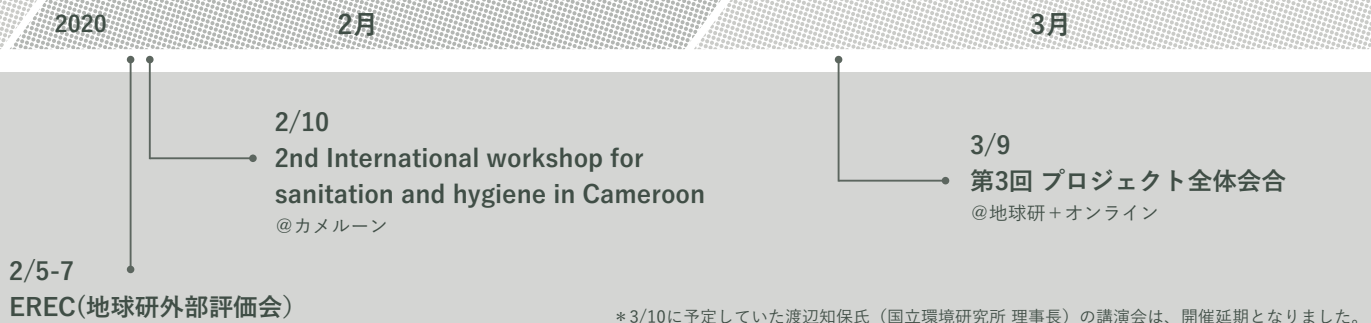 2020
2月
3月
2/10
2nd International workshop for
sanitation and hygiene in Cameroon
@カメルーン
3/9
第3回 プロジェクト全体会合
@地球研+オンライン
2/5-7
EREC(地球研外部評価会)
*3/10に予定していた渡辺知保氏(国立環境研究所 理事長)の講演会は、開催延期となりました。